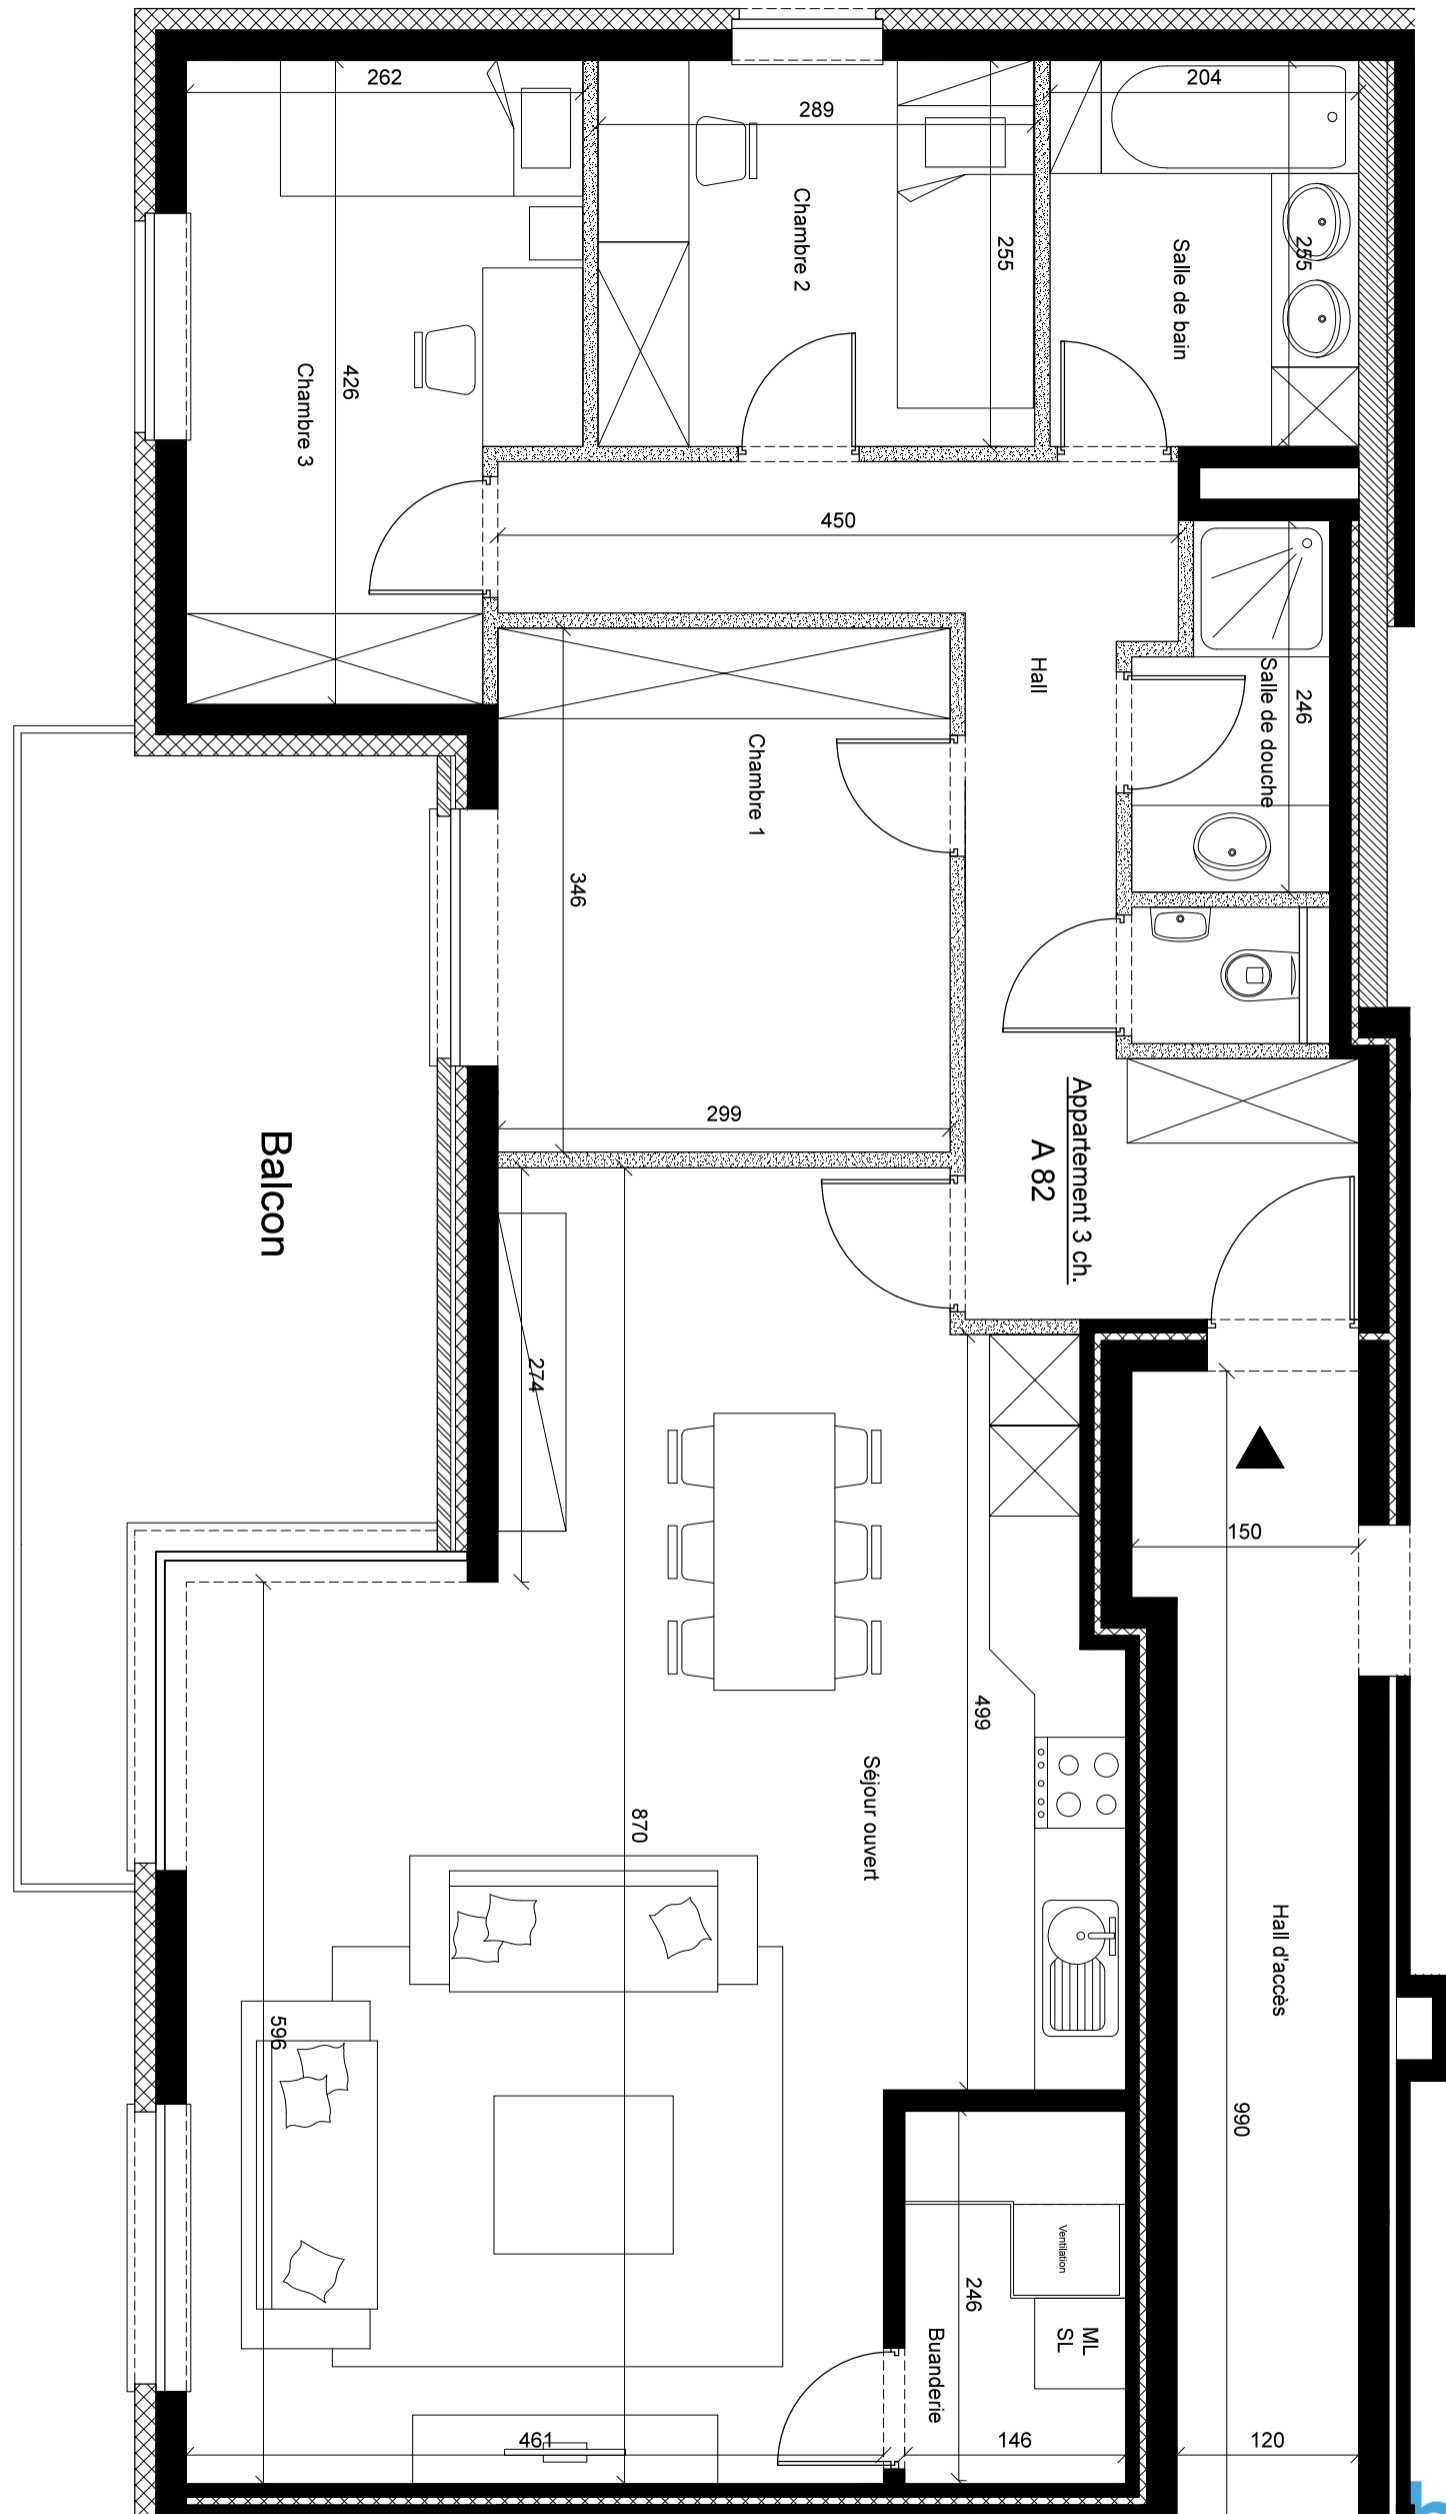 262
289
204
Chambre 2
255
Salle de bain
255
Chambre 3
426
450
Hall
Salle de douche
246
Chambre 1
346
299
Appartement 3 ch.
A 82
Balcon
274
150
499
Séjour ouvert
870
Hall d'accès
596
990
Ventilation
246
ML
SL
Buanderie
461
146
120